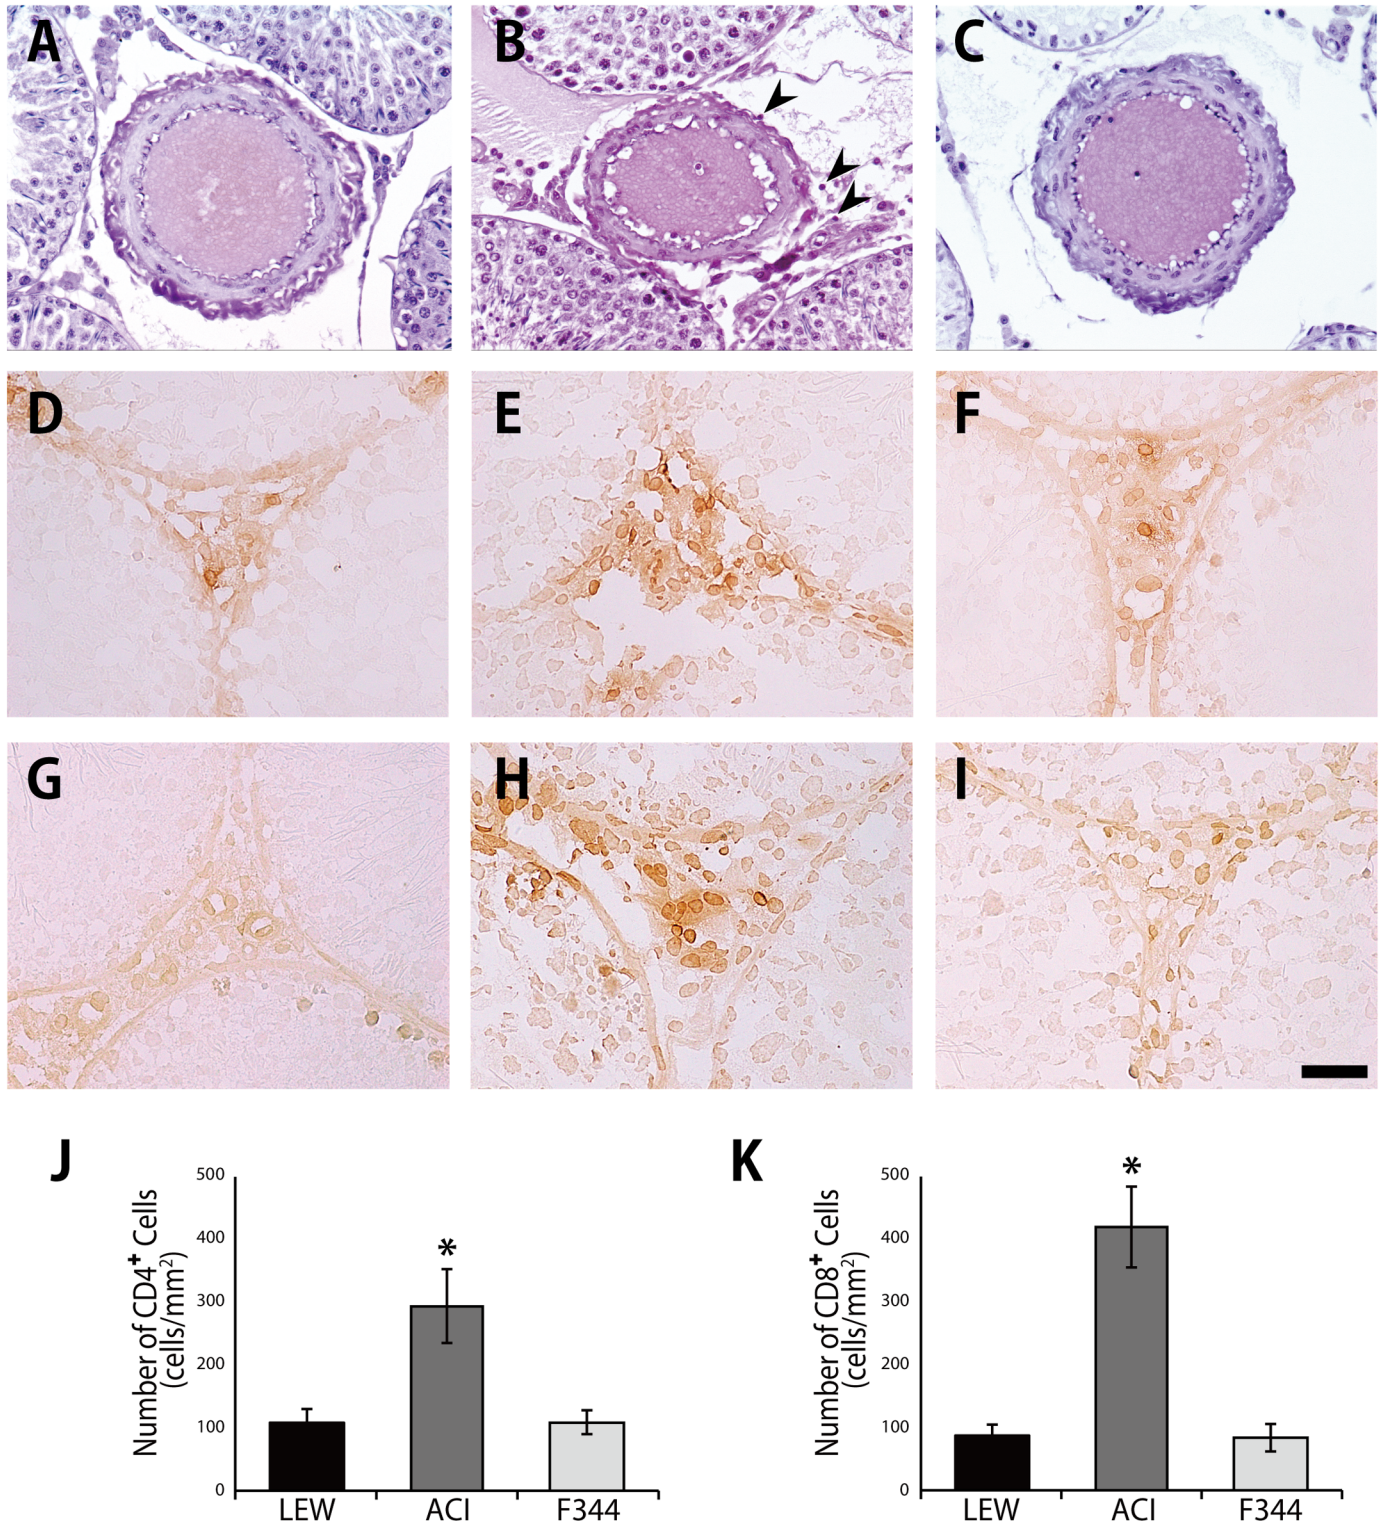 A
B
C
D
E
F
G
H
I
J
Number of CD4+ Cells
(cells/mm²)
500
400
300
200
100
0
*
LEW
ACI
F344
K
Number of CD8+ Cells
(cells/mm²)
500
400
300
200
100
0
*
LEW
ACI
F344